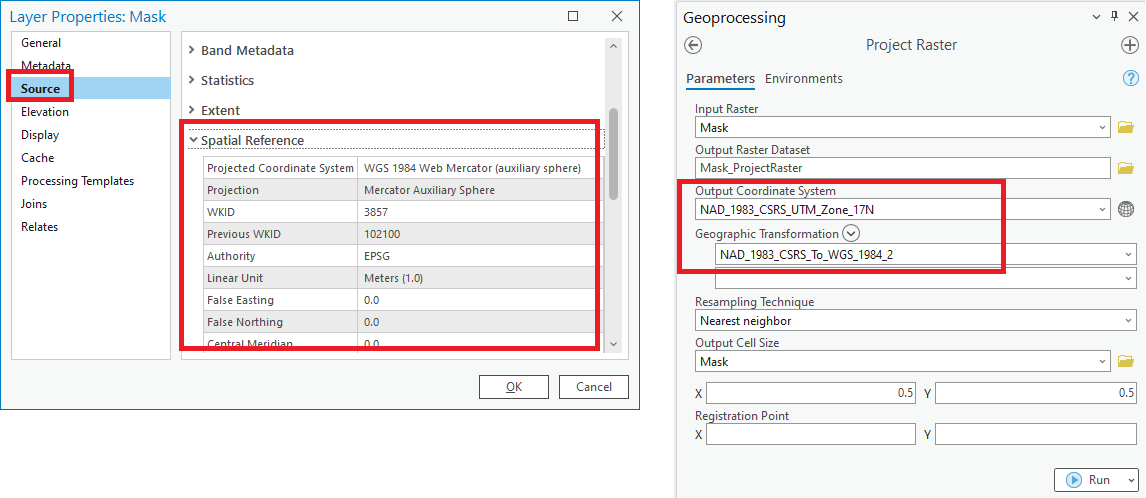 Layer Properties: Mask
General
Metadata
Source
Elevation
Display
Cache
Processing Templates
Joins
Relates
Band Metadata
Statistics
Extent
Spatial Reference
Projected Coordinate System WGS 1984 Web Mercator (auxiliary sphere)
Projection Mercator Auxiliary Sphere
WKID 3857
Previous WKID 102100
Authority EPSG
Linear Unit Meters (1.0)
False Easting 0.0
False Northing 0.0
Central Meridian 0.0
OK Cancel
Geoprocessing
Project Raster
Parameters Environments
Input Raster
Mask
Output Raster Dataset
Mask_ProjectRaster
Output Coordinate System
NAD_1983_CSRS_UTM_Zone_17N
Geographic Transformation
NAD_1983_CSRS_To_WGS_1984_2
Resampling Technique
Nearest neighbor
Output Cell Size
Mask
X 0.5 Y 0.5
Registration Point
X Y
Run